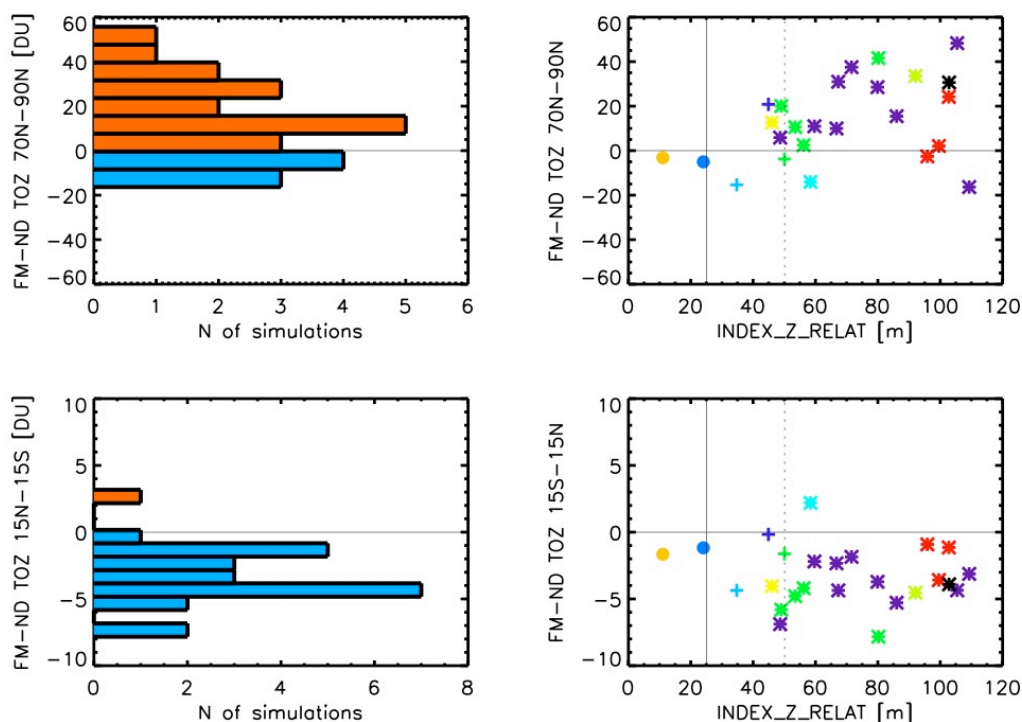 FM-ND TOZ 70N-90N [DU]
60
40
20
0
-20
-40
-60
0 1 2 3 4 5 6
N of simulations
FM-ND TOZ 70N-90N
60
40
20
0
-20
-40
-60
0 20 40 60 80 100 120
INDEX_Z_RELAT [m]
FM-ND TOZ 15N-15S [DU]
10
5
0
-5
-10
0 2 4 6 8
N of simulations
FM-ND TOZ 15S-15N
10
5
0
-5
-10
0 20 40 60 80 100 120
INDEX_Z_RELAT [m]